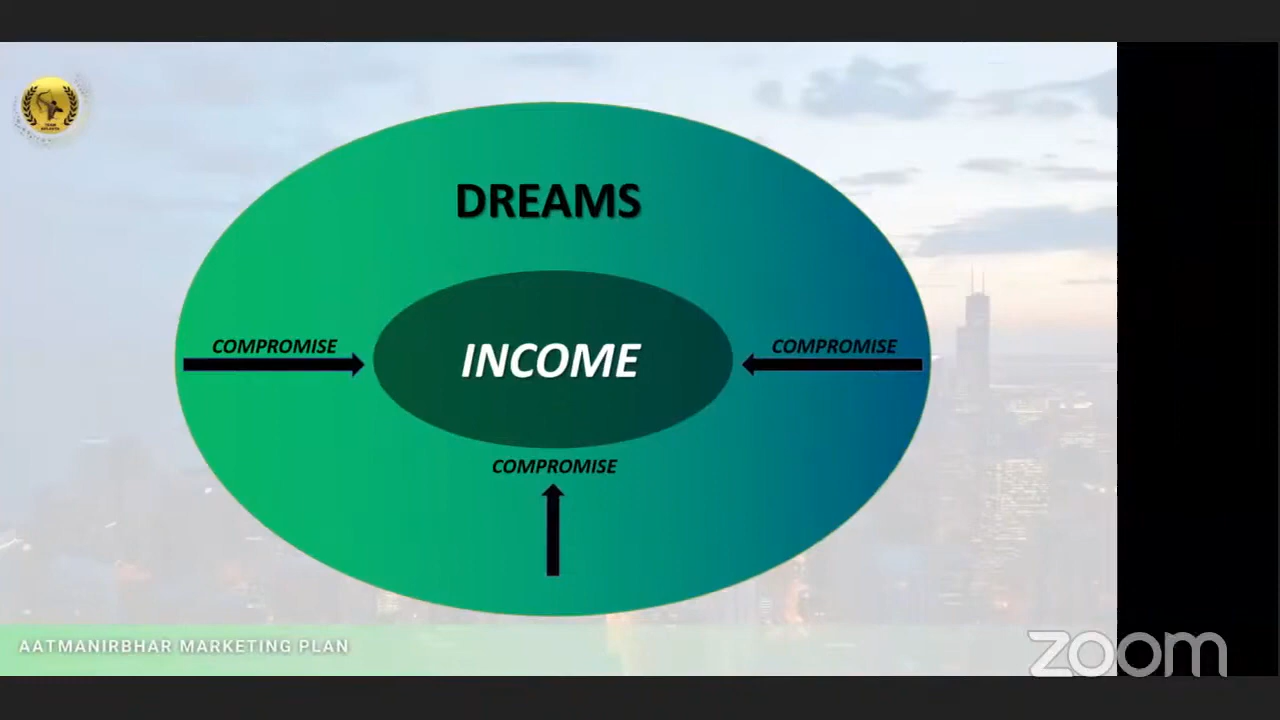 DREAMS
COMPROMISE
INCOME
COMPROMISE
COMPROMISE
AATMANIRBHAR MARKETING PLAN
zoom